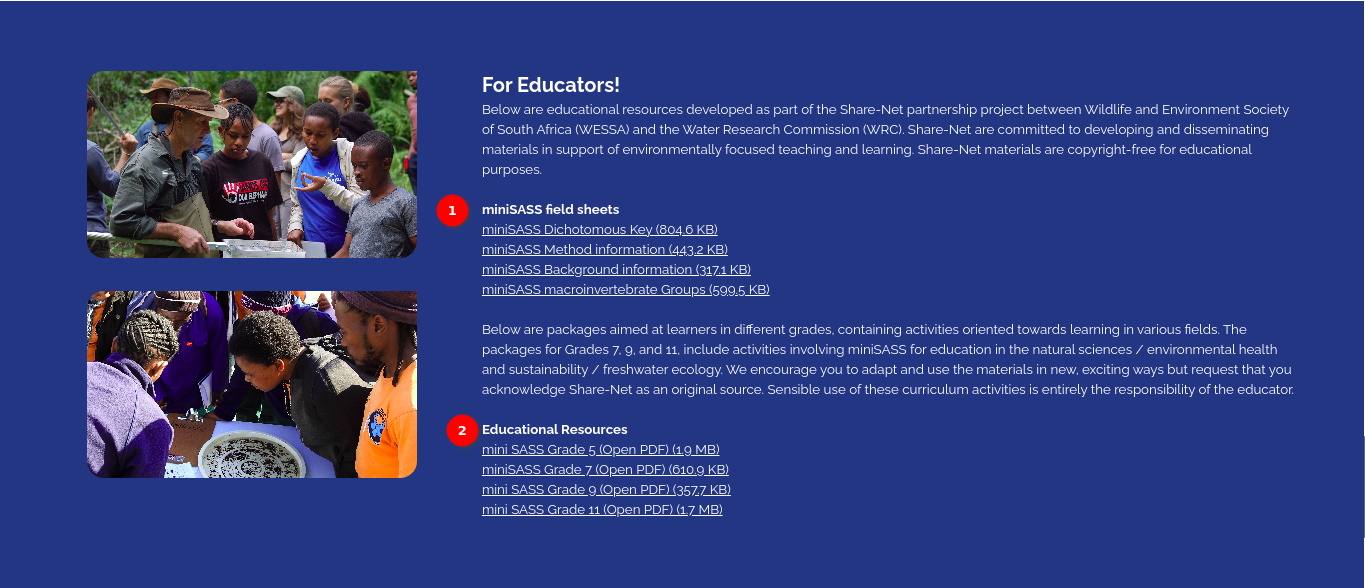 For Educators!
Below are educational resources developed as part of the Share-Net partnership project between Wildlife and Environment Society
of South Africa (WESSA) and the Water Research Commission (WRC). Share-Net are committed to developing and disseminating
materials in support of environmentally focused teaching and learning. Share-Net materials are copyright-free for educational
purposes.
1 miniSASS field sheets
miniSASS Dichotomous Key (804.6 KB)
miniSASS Method information (443.2 KB)
miniSASS Background information (317.1 KB)
miniSASS macroinvertebrate Groups (599.5 KB)
Below are packages aimed at learners in different grades, containing activities oriented towards learning in various fields. The
packages for Grades 7, 9, and 11, include activities involving miniSASS for education in the natural sciences / environmental health
and sustainability / freshwater ecology. We encourage you to adapt and use the materials in new, exciting ways but request that you
acknowledge Share-Net as an original source. Sensible use of these curriculum activities is entirely the responsibility of the educator.
2 Educational Resources
mini SASS Grade 5 (Open PDF) (1.9 MB)
miniSASS Grade 7 (Open PDF) (610.9 KB)
mini SASS Grade 9 (Open PDF) (357.7 KB)
mini SASS Grade 11 (Open PDF) (1.7 MB)